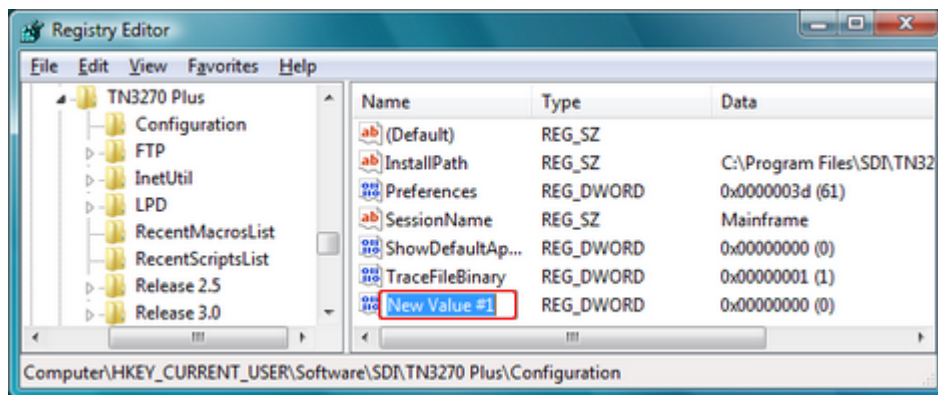 Registry Editor
File Edit View Favorites Help
TN3270 Plus
Configuration
FTP
InetUtil
LPD
RecentMacrosList
RecentScriptsList
Release 2.5
Release 3.0
Name Type Data
(Default) REG_SZ
InstallPath REG_SZ C:\Program Files\SDI\TN32
Preferences REG_DWORD 0x0000003d (61)
SessionName REG_SZ Mainframe
ShowDefaultAp... REG_DWORD 0x00000000 (0)
TraceFileBinary REG_DWORD 0x00000001 (1)
New Value #1 REG_DWORD 0x00000000 (0)
Computer\HKEY_CURRENT_USER\Software\SDI\TN3270 Plus\Configuration